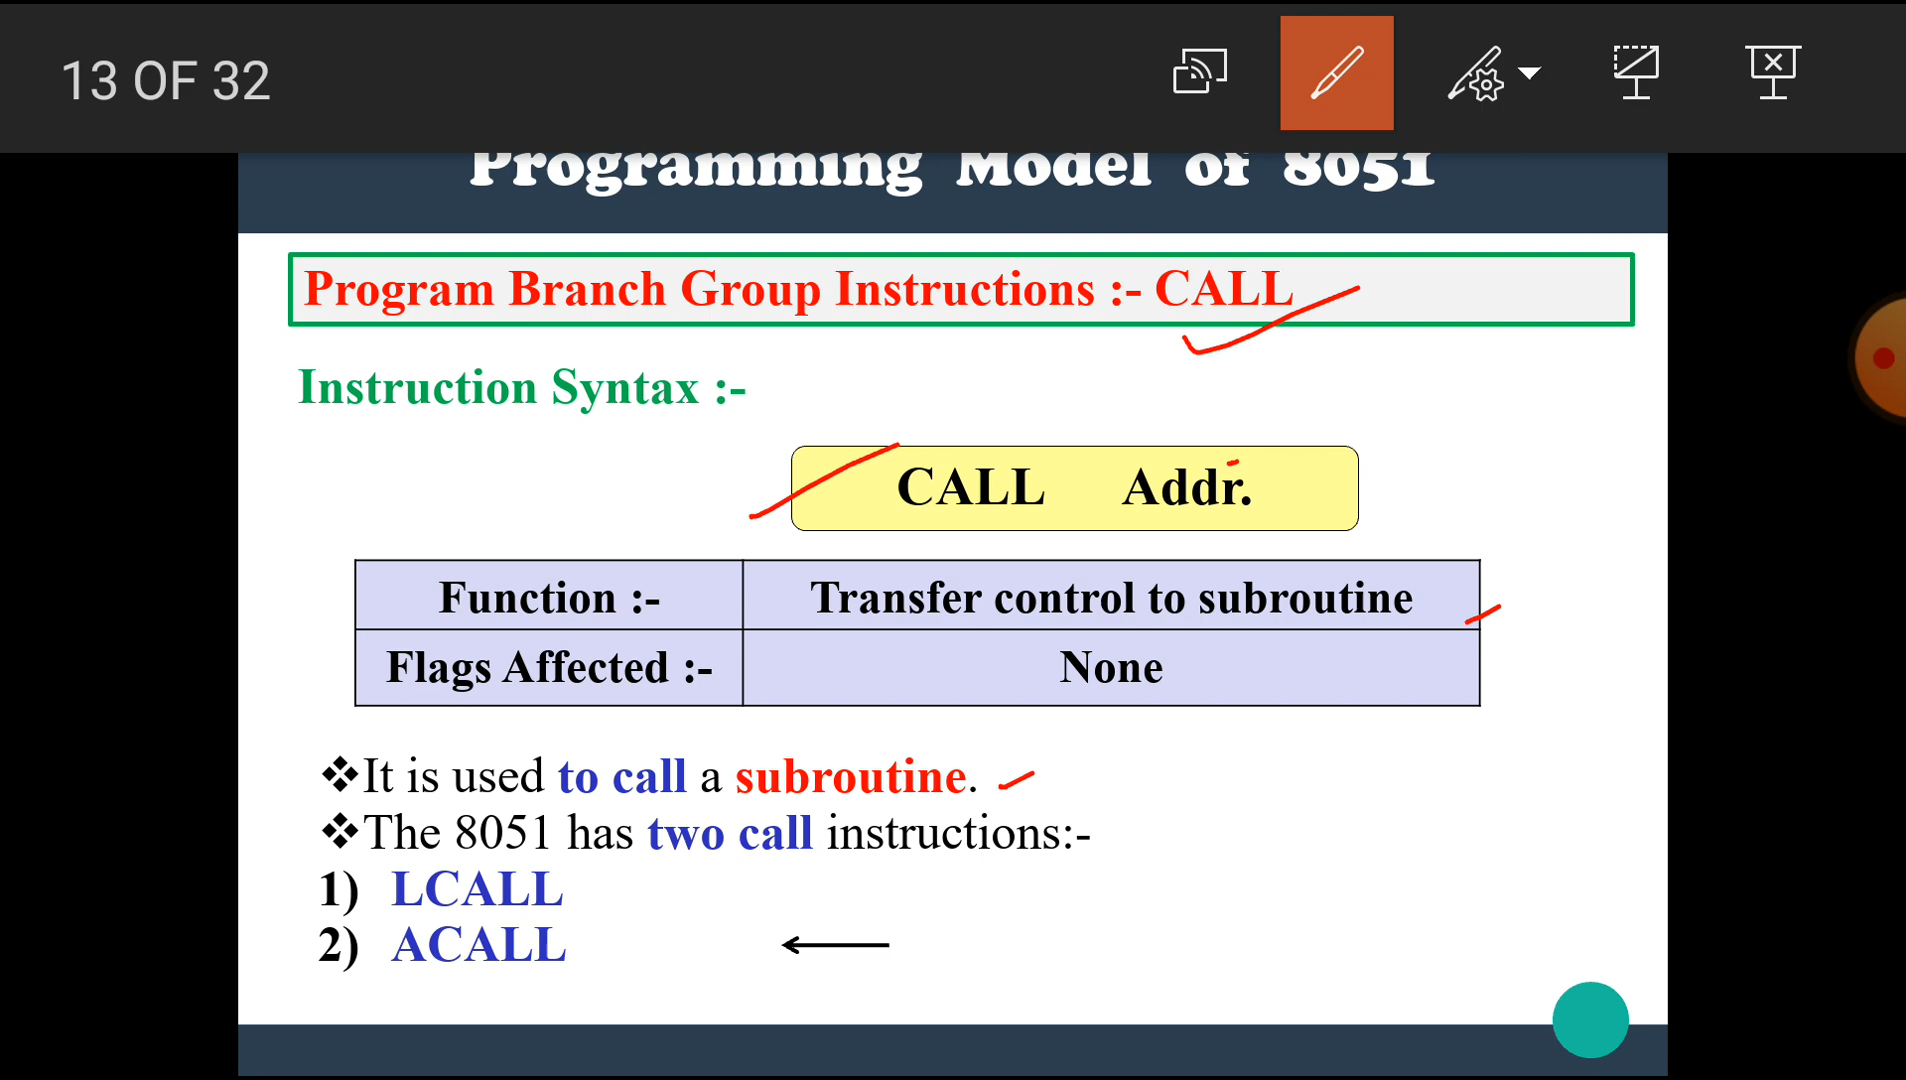 13 OF 32
Programming Model of 8051
Program Branch Group Instructions :- CALL
Instruction Syntax :-
CALL Addr.
Function :- Transfer control to subroutine
Flags Affected :- None
❖It is used to call a subroutine.
❖The 8051 has two call instructions:-
1) LCALL
2) ACALL